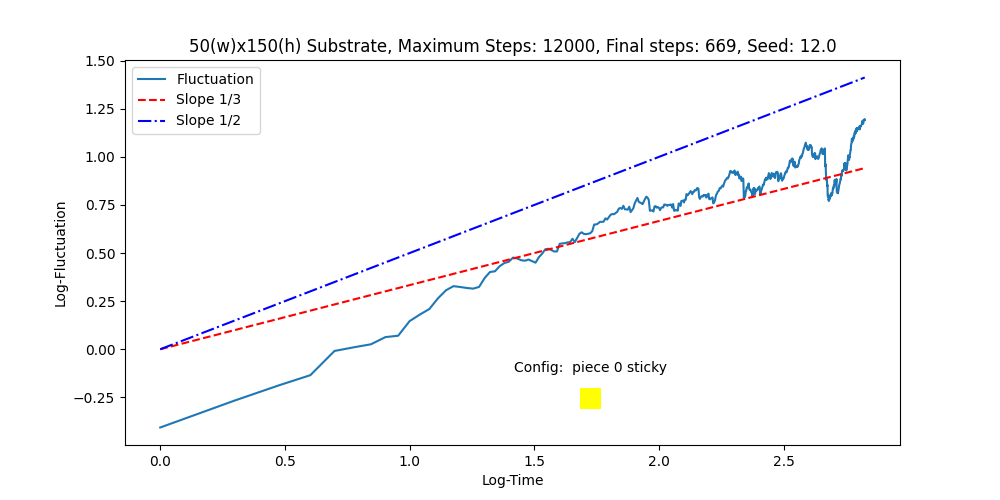 50(w)x150(h) Substrate, Maximum Steps: 12000, Final steps: 669, Seed: 12.0
1.50
1.25
1.00
0.75
0.50
0.25
0.00
−0.25
Log-Fluctuation
Fluctuation
Slope 1/3
Slope 1/2
Config:  piece 0 sticky
0.0 0.5 1.0 1.5 2.0 2.5
Log-Time